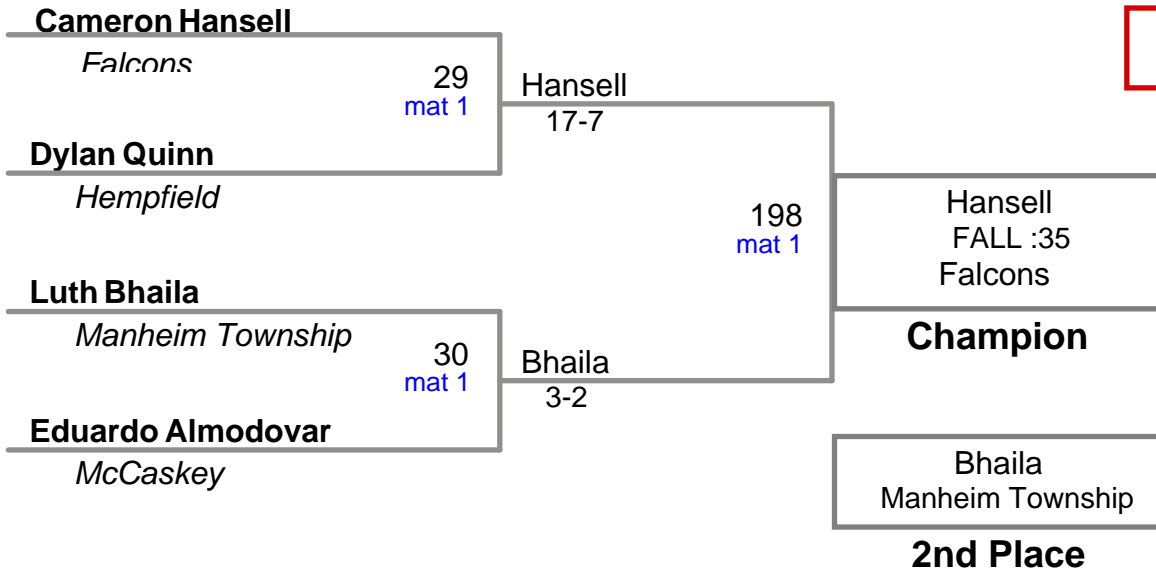 Cameron Hansell
Falcons
29
mat 1
Hansell
17-7
Dylan Quinn
Hempfield
198
mat 1
Hansell
FALL :35
Falcons
Champion
Luth Bhaila
Manheim Township
30
mat 1
Bhaila
3-2
Eduardo Almodovar
McCaskey
Bhaila
Manheim Township
2nd Place